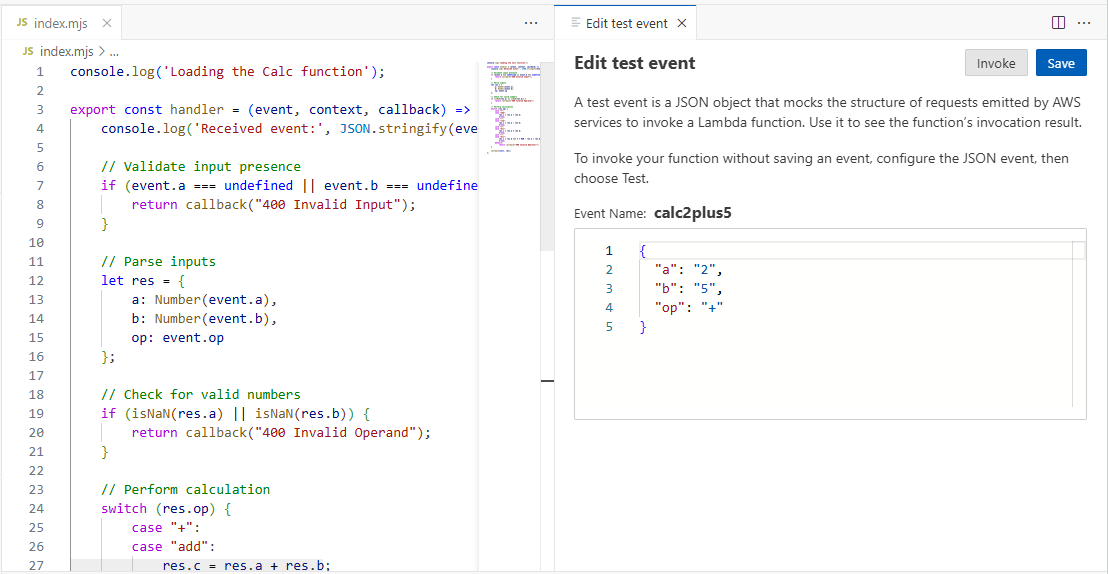 JS index.mjs
JS index.mjs > ...
1 console.log('Loading the Calc function');
2
3 export const handler = (event, context, callback) =>
4 console.log('Received event:', JSON.stringify(eve
5
6 // Validate input presence
7 if (event.a === undefined || event.b === undefine
8 return callback("400 Invalid Input");
9 }
10
11 // Parse inputs
12 let res = {
13 a: Number(event.a),
14 b: Number(event.b),
15 op: event.op
16 };
17
18 // Check for valid numbers
19 if (isNaN(res.a) || isNaN(res.b)) {
20 return callback("400 Invalid Operand");
21 }
22
23 // Perform calculation
24 switch (res.op) {
25 case "+":
26 case "add":
27 res.c = res.a + res.b;
Edit test event
Edit test event
Invoke
Save
A test event is a JSON object that mocks the structure of requests emitted by AWS
services to invoke a Lambda function. Use it to see the function's invocation result.
To invoke your function without saving an event, configure the JSON event, then
choose Test.
Event Name: calc2plus5
1 {
2 "a": "2",
3 "b": "5",
4 "op": "+"
5 }